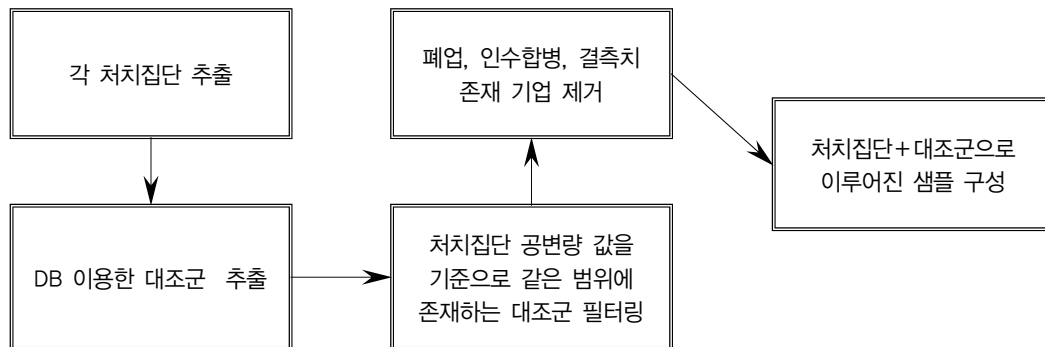 각 처치집단 추출
DB 이용한 대조군 추출
처치집단 공변량 값을
기준으로 같은 범위에
존재하는 대조군 필터링
폐업, 인수합병, 결측치
존재 기업 제거
처치집단+대조군으로
이루어진 샘플 구성